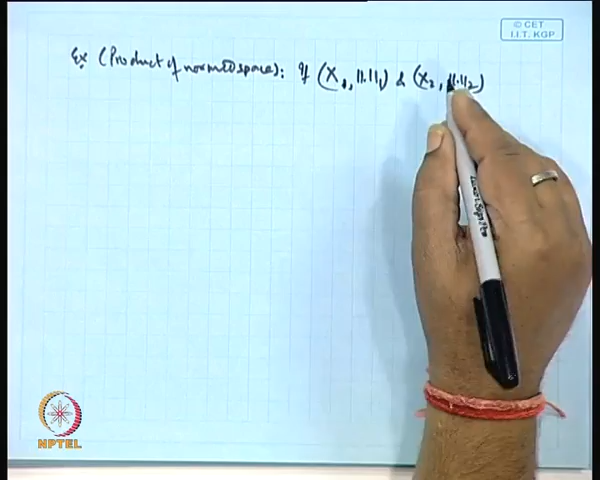 © CET
I.I.T. KGP
Ex (Product of normed space): If (X₁, ||.||₁) & (X₂, ||.||₂)
NPTEL